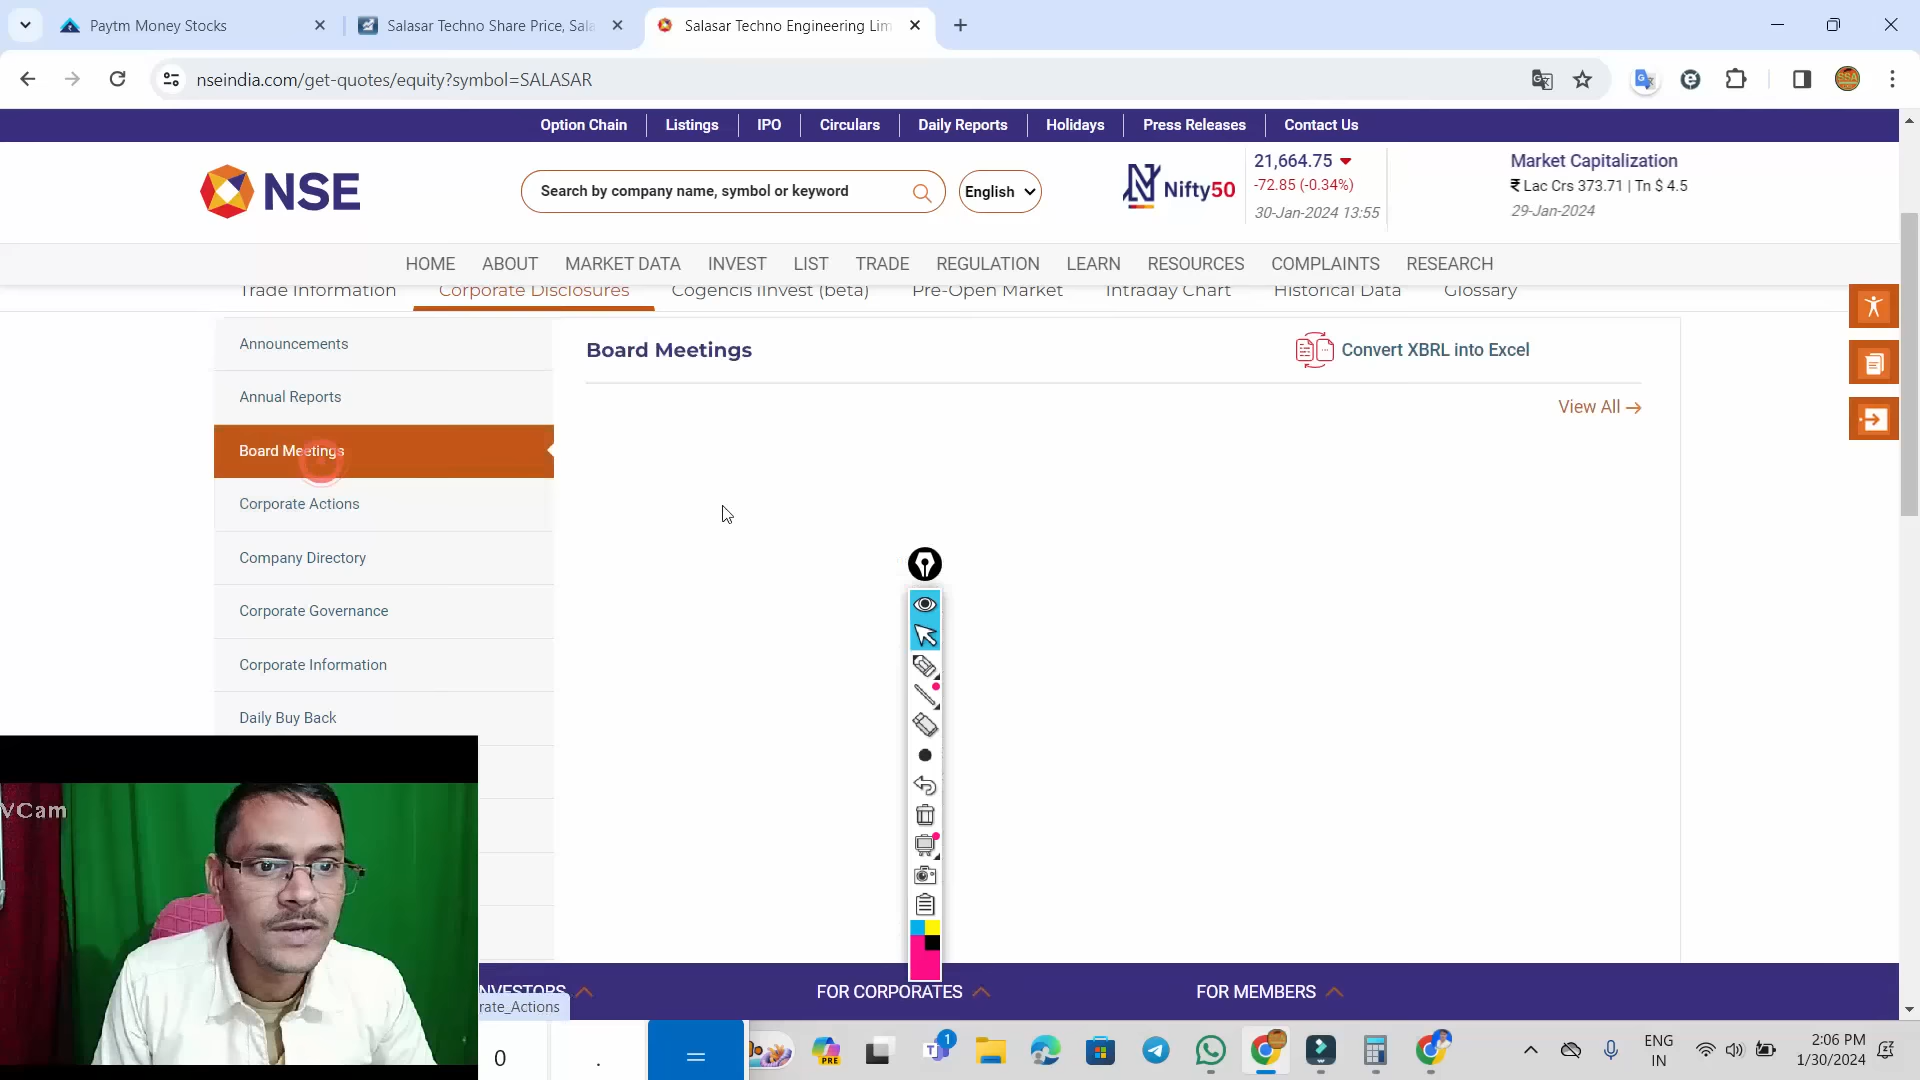 Paytm Money Stocks
Salasar Techno Share Price, Sala
Salasar Techno Engineering Lim
nseindia.com/get-quotes/equity?symbol=SALASAR
Option Chain
Listings
IPO
Circulars
Daily Reports
Holidays
Press Releases
Contact Us
NSE
Search by company name, symbol or keyword
English
Nifty50
21,664.75
-72.85 (-0.34%)
30-Jan-2024 13:55
Market Capitalization
₹ Lac Crs 373.71 | Tn $ 4.5
29-Jan-2024
HOME
ABOUT
MARKET DATA
INVEST
LIST
TRADE
REGULATION
LEARN
RESOURCES
COMPLAINTS
RESEARCH
Trade Information
Corporate Disclosures
Cogencis iInvest (beta)
Pre-Open Market
Intraday Chart
Historical Data
Glossary
Announcements
Annual Reports
Board Meetings
Corporate Actions
Company Directory
Corporate Governance
Corporate Information
Daily Buy Back
Board Meetings
Convert XBRL into Excel
View All
VCam
NVESTORS
FOR CORPORATES
FOR MEMBERS
rate_Actions
0
.
=
PRE
1
ENG
IN
2:06 PM
1/30/2024